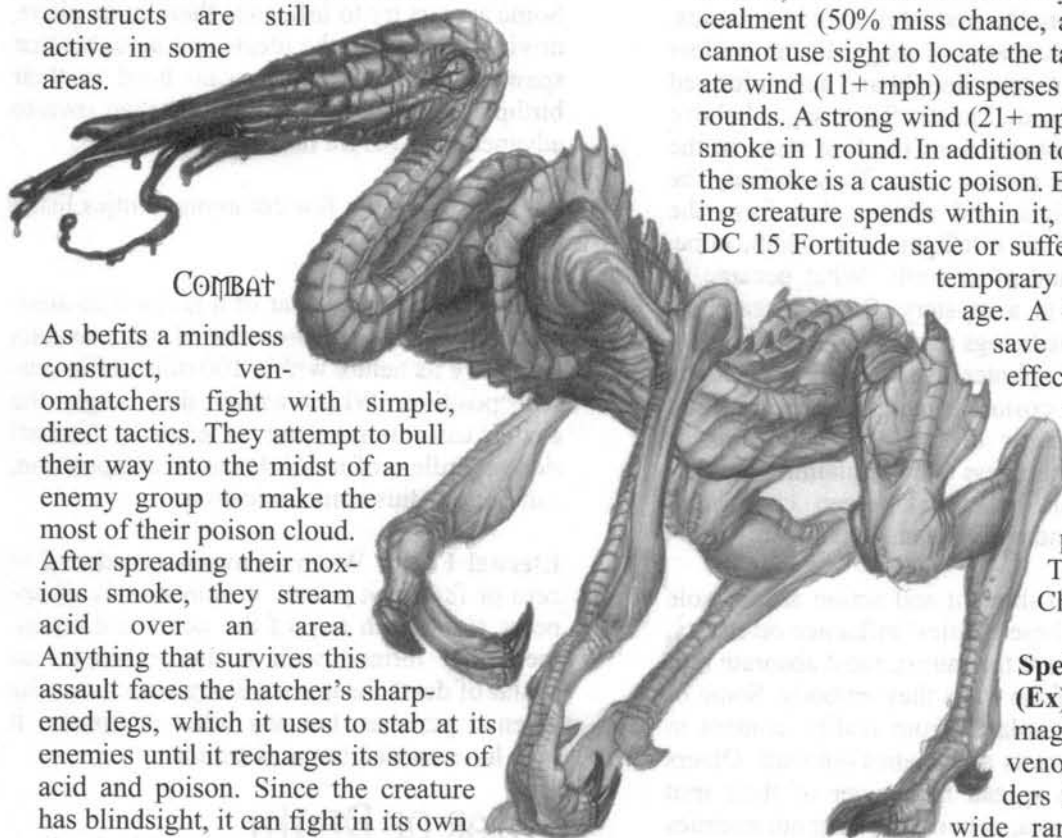 constructs are still
active in some
areas.
COMBAT
As befits a mindless
construct, ven-
omhatchers fight with simple,
direct tactics. They attempt to bull
their way into the midst of an
enemy group to make the
most of their poison cloud.
After spreading their nox-
ious smoke, they stream
acid over an area.
Anything that survives this
assault faces the hatcher's sharp-
ened legs, which it uses to stab at its
enemies until it recharges its stores of
acid and poison. Since the creature
has blindsight, it can fight in its own
cealment (50% miss chance, a
cannot use sight to locate the ta
ate wind (11+ mph) disperses
rounds. A strong wind (21+ mp
smoke in 1 round. In addition to
the smoke is a caustic poison. E
ing creature spends within it,
DC 15 Fortitude save or suffe
temporary
age. A
save
effec
T
Ch
Spe
(Ex)
mag
veno
ders
wide ran